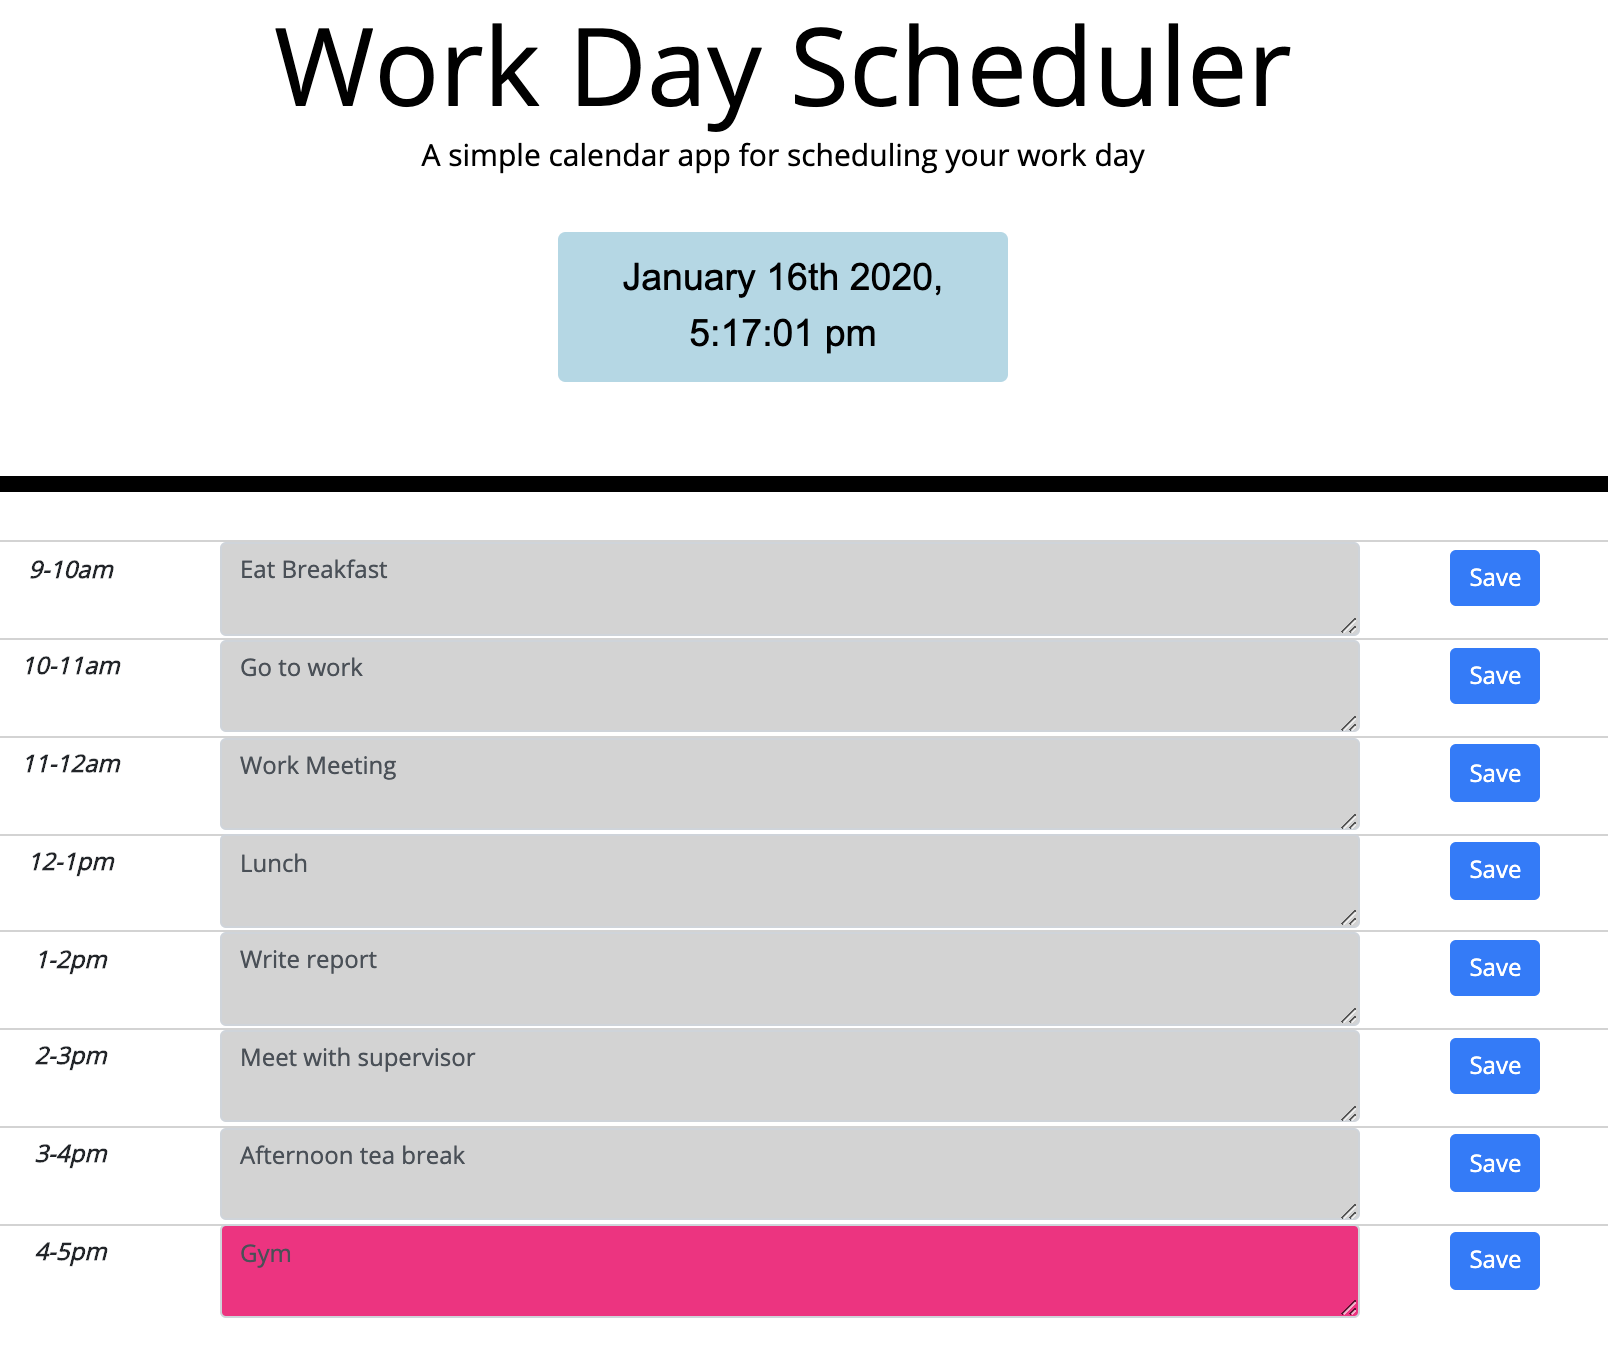 Work Day Scheduler
A simple calendar app for scheduling your work day
January 16th 2020,
5:17:01 pm
9-10am Eat Breakfast Save
10-11am Go to work Save
11-12am Work Meeting Save
12-1pm Lunch Save
1-2pm Write report Save
2-3pm Meet with supervisor Save
3-4pm Afternoon tea break Save
4-5pm Gym Save